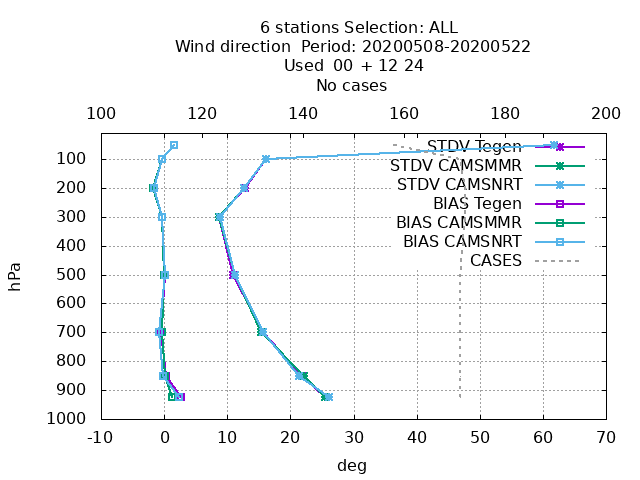 6 stations Selection: ALL
Wind direction  Period: 20200508-20200522
Used  00 + 12 24
No cases
100 120 140 160 180 200
STDV Tegen
STDV CAMSMMR
STDV CAMSNRT
BIAS Tegen
BIAS CAMSMMR
BIAS CAMSNRT
CASES
hPa
100
200
300
400
500
600
700
800
900
1000
-10 0 10 20 30 40 50 60 70
deg